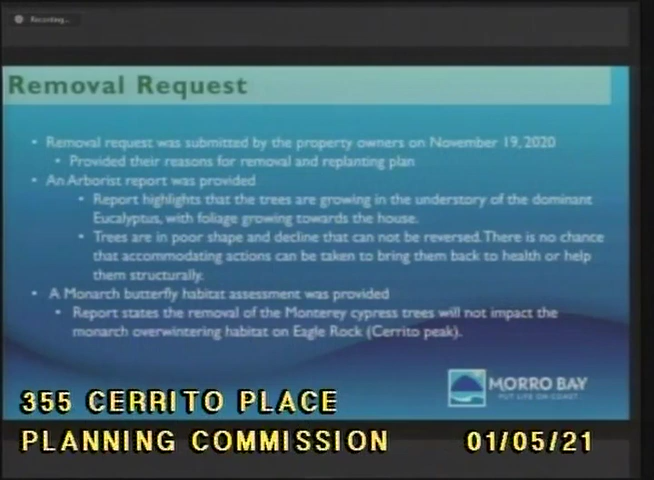 Recording...
Removal Request
• Removal request was submitted by the property owners on November 19, 2020
• Provided their reasons for removal and replanting plan
• An Arborist report was provided
• Report highlights that the trees are growing in the understory of the dominant
Eucalyptus, with foliage growing towards the house.
• Trees are in poor shape and decline that can not be reversed. There is no chance
that accommodating actions can be taken to bring them back to health or help
them structurally.
• A Monarch butterfly habitat assessment was provided
• Report states the removal of the Monterey cypress trees will not impact the
monarch overwintering habitat on Eagle Rock (Cerrito peak).
MORRO BAY
PUT LIFE ON COAST
355 CERRITO PLACE
PLANNING COMMISSION 01/05/21